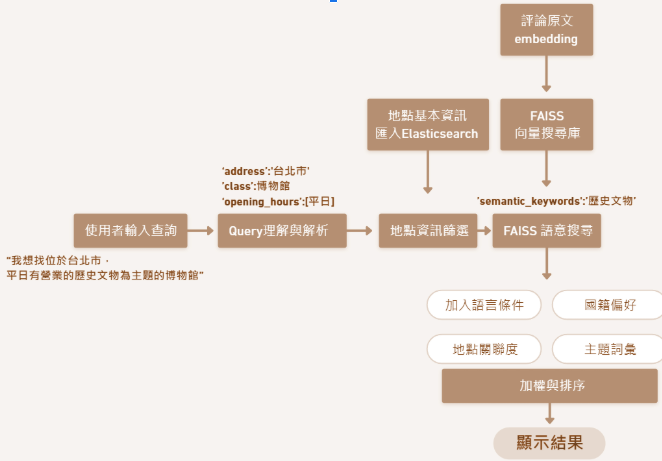 評論原文
embedding
地點基本資訊
匯入Elasticsearch
FAISS
向量搜尋庫
'address':'台北市'
'class':博物館
'opening_hours':[平日]
'semantic_keywords':'歷史文物'
使用者輸入查詢
Query理解與解析
地點資訊篩選
FAISS 語意搜尋
"我想找位於台北市，
平日有營業的歷史文物為主題的博物館"
加入語言條件
國籍偏好
地點關聯度
主題詞彙
加權與排序
顯示結果